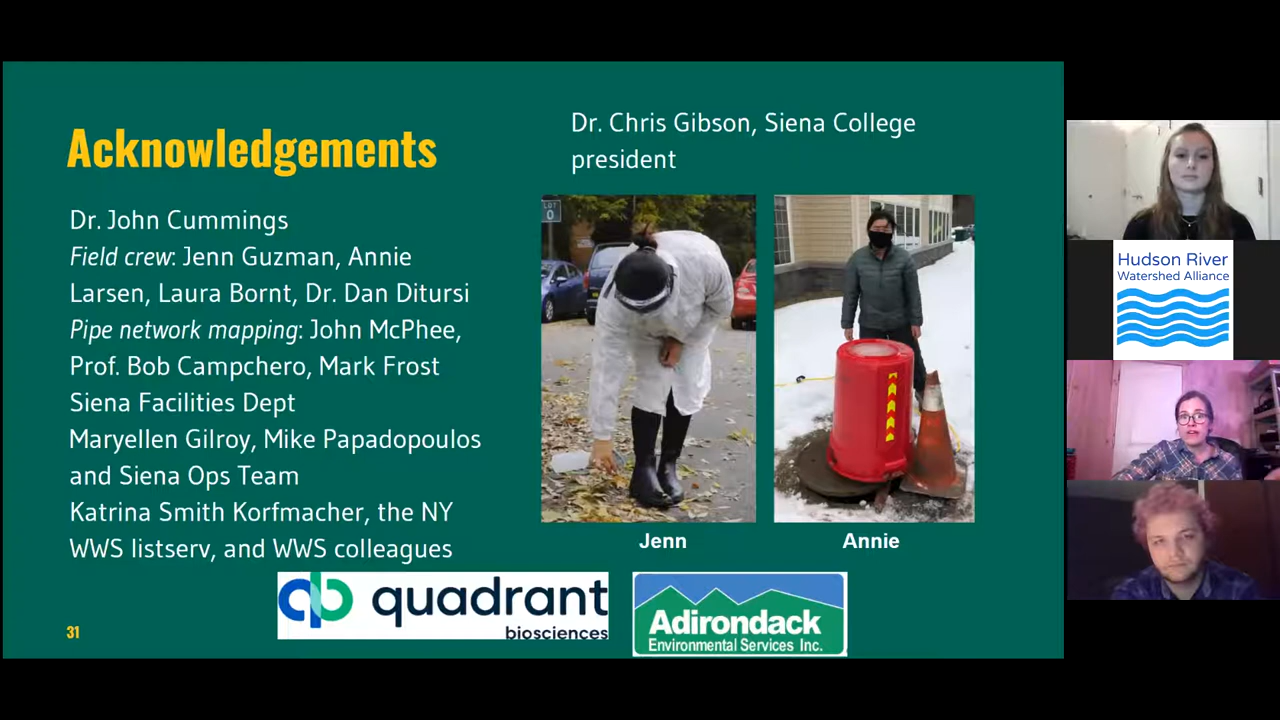 Acknowledgements
Dr. John Cummings
Field crew: Jenn Guzman, Annie
Larsen, Laura Bornt, Dr. Dan Ditursi
Pipe network mapping: John McPhee,
Prof. Bob Campchero, Mark Frost
Siena Facilities Dept
Maryellen Gilroy, Mike Papadopoulos
and Siena Ops Team
Katrina Smith Korfmacher, the NY
WWS listserv, and WWS colleagues
Dr. Chris Gibson, Siena College
president
Jenn
Annie
quadrant
biosciences
Adirondack
Environmental Services Inc.
31
Hudson River
Watershed Alliance